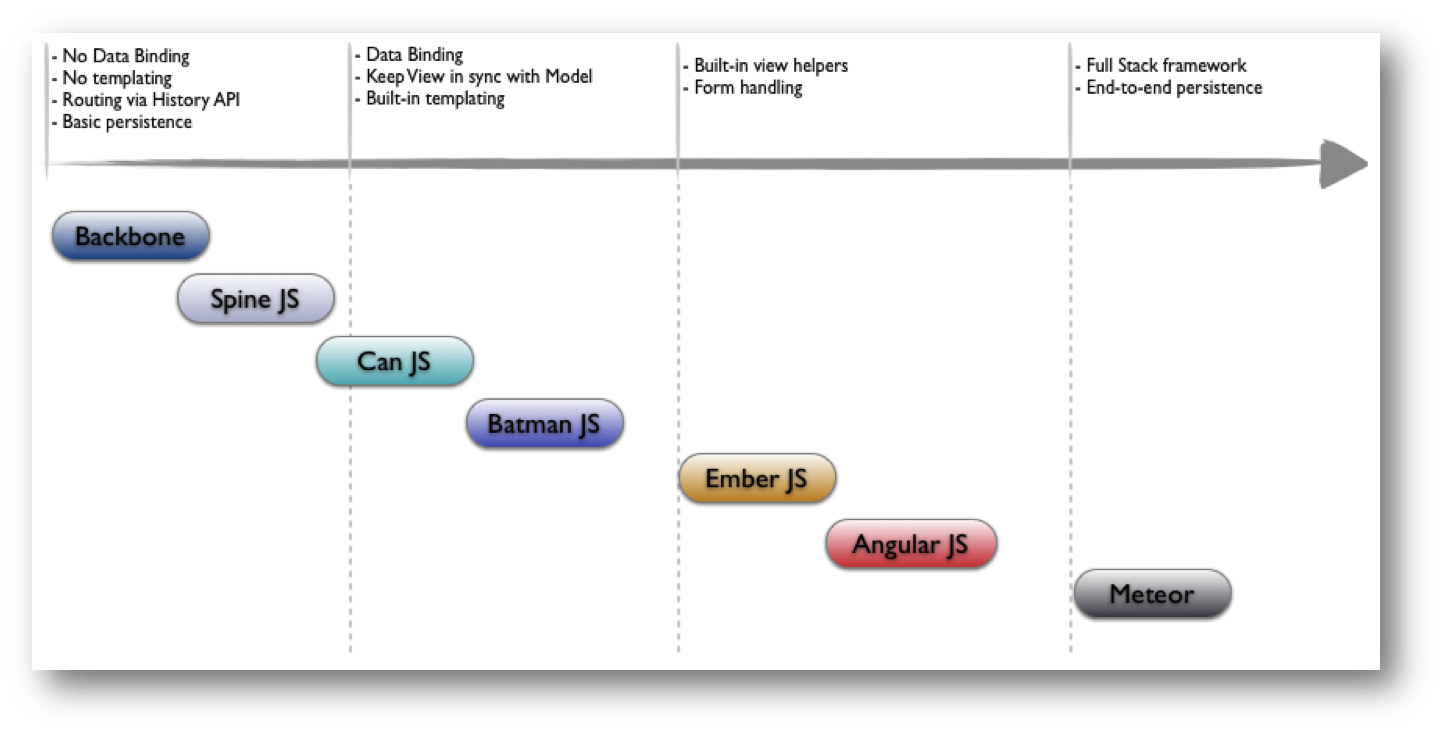 - No Data Binding
- No templating
- Routing via History API
- Basic persistence
- Data Binding
- Keep View in sync with Model
- Built-in templating
- Built-in view helpers
- Form handling
- Full Stack framework
- End-to-end persistence
Backbone
Spine JS
Can JS
Batman JS
Ember JS
Angular JS
Meteor